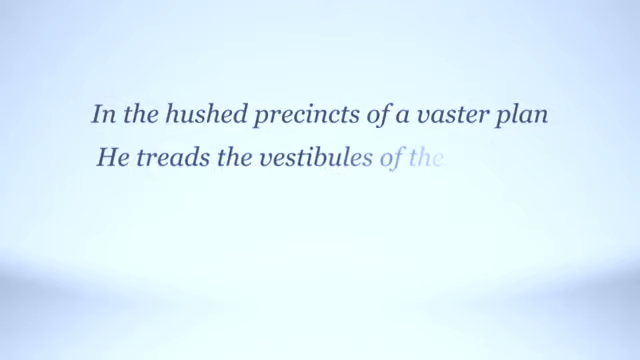 In the hushed precincts of a vaster plan
He treads the vestibules of the